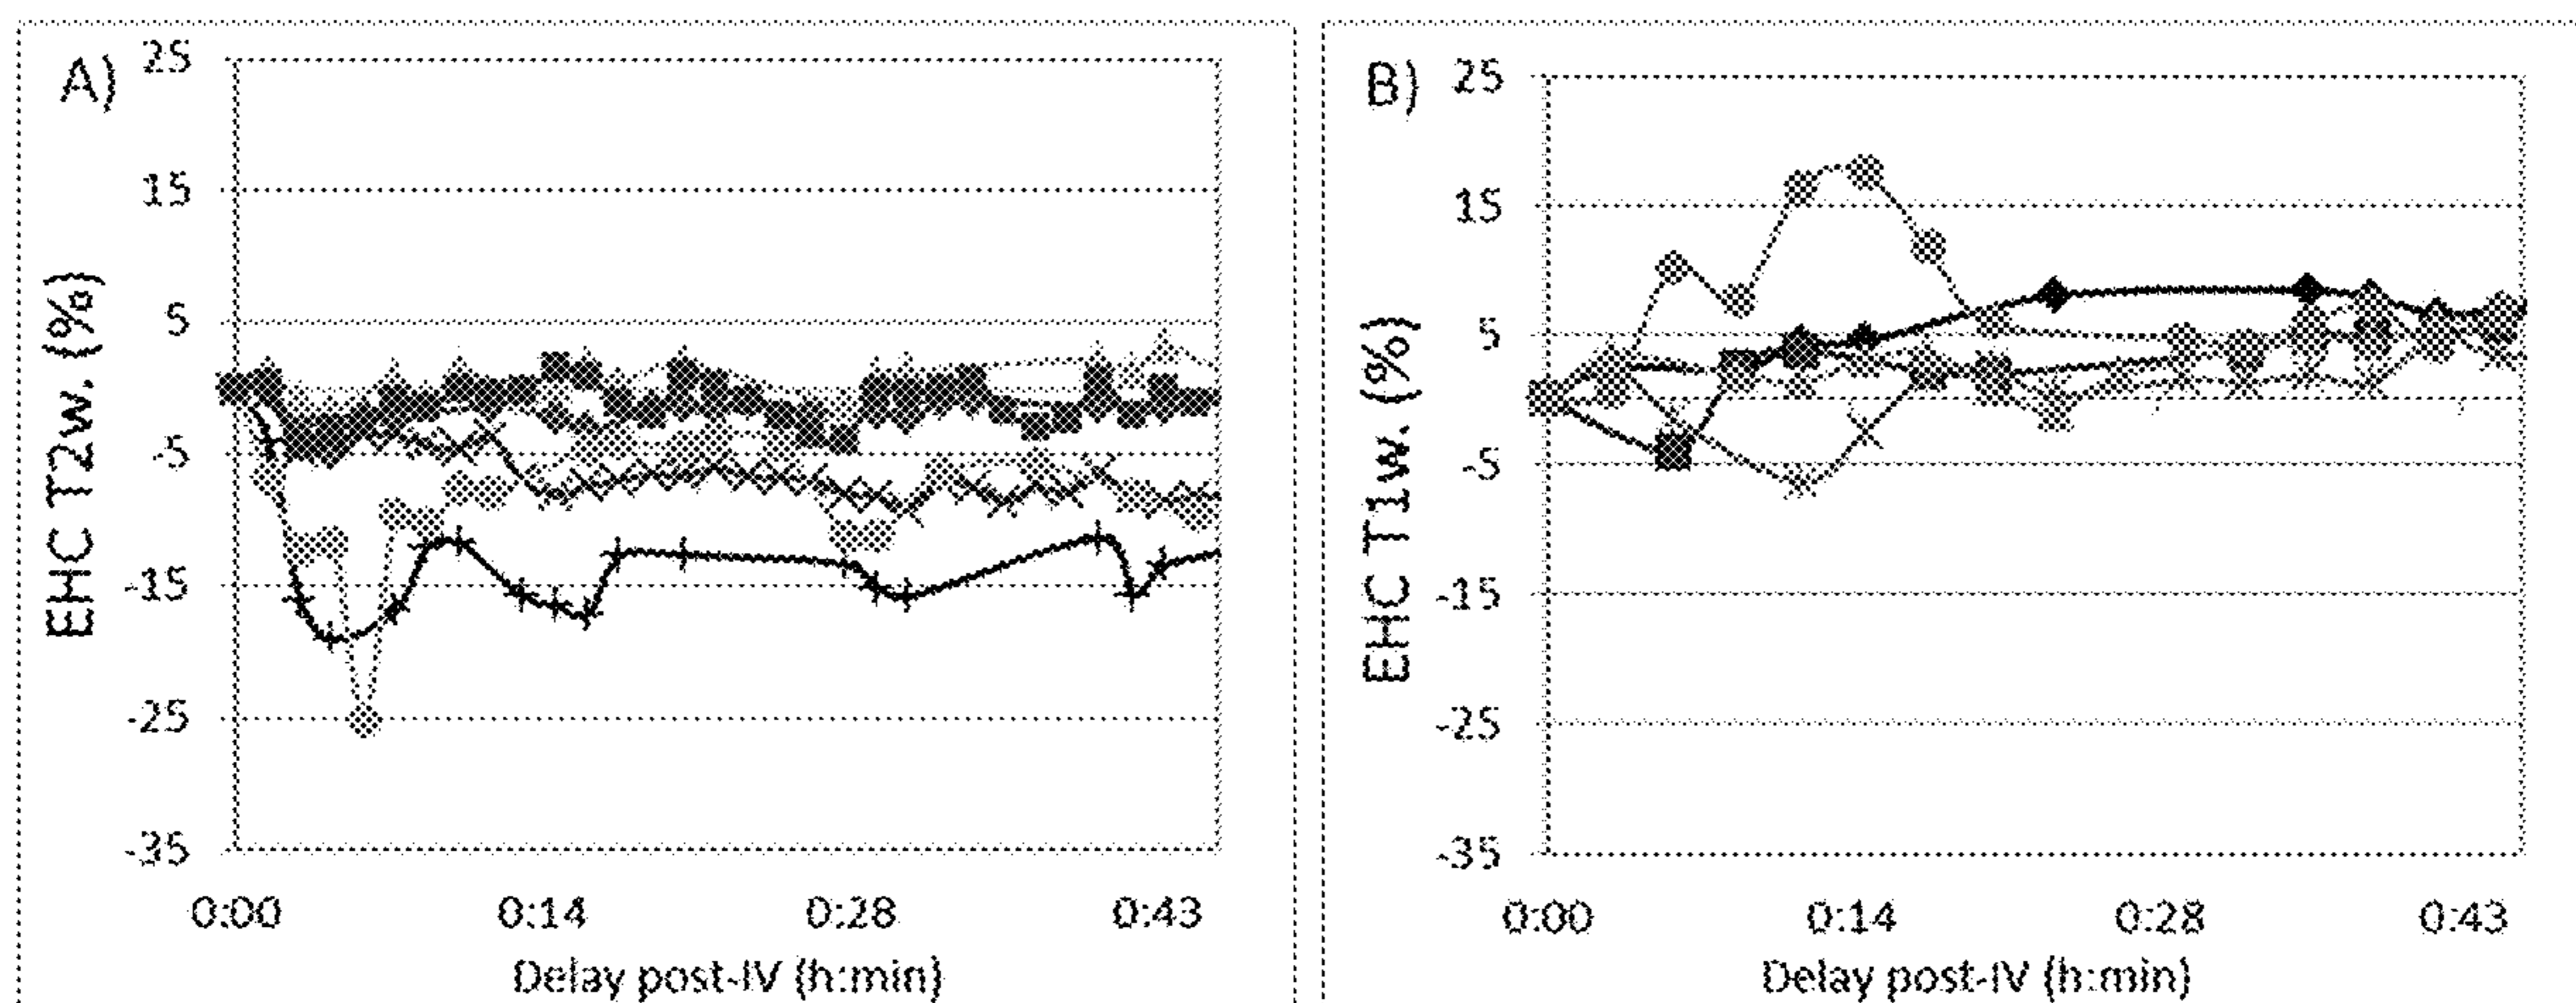 A)
EHC T2w. (%)
25
15
5
-5
-15
-25
-35
0:00 0:14 0:28 0:43
Delay post-IV (h:min)
B)
EHC T1w. (%)
25
15
5
-5
-15
-25
-35
0:00 0:14 0:28 0:43
Delay post-IV (h:min)